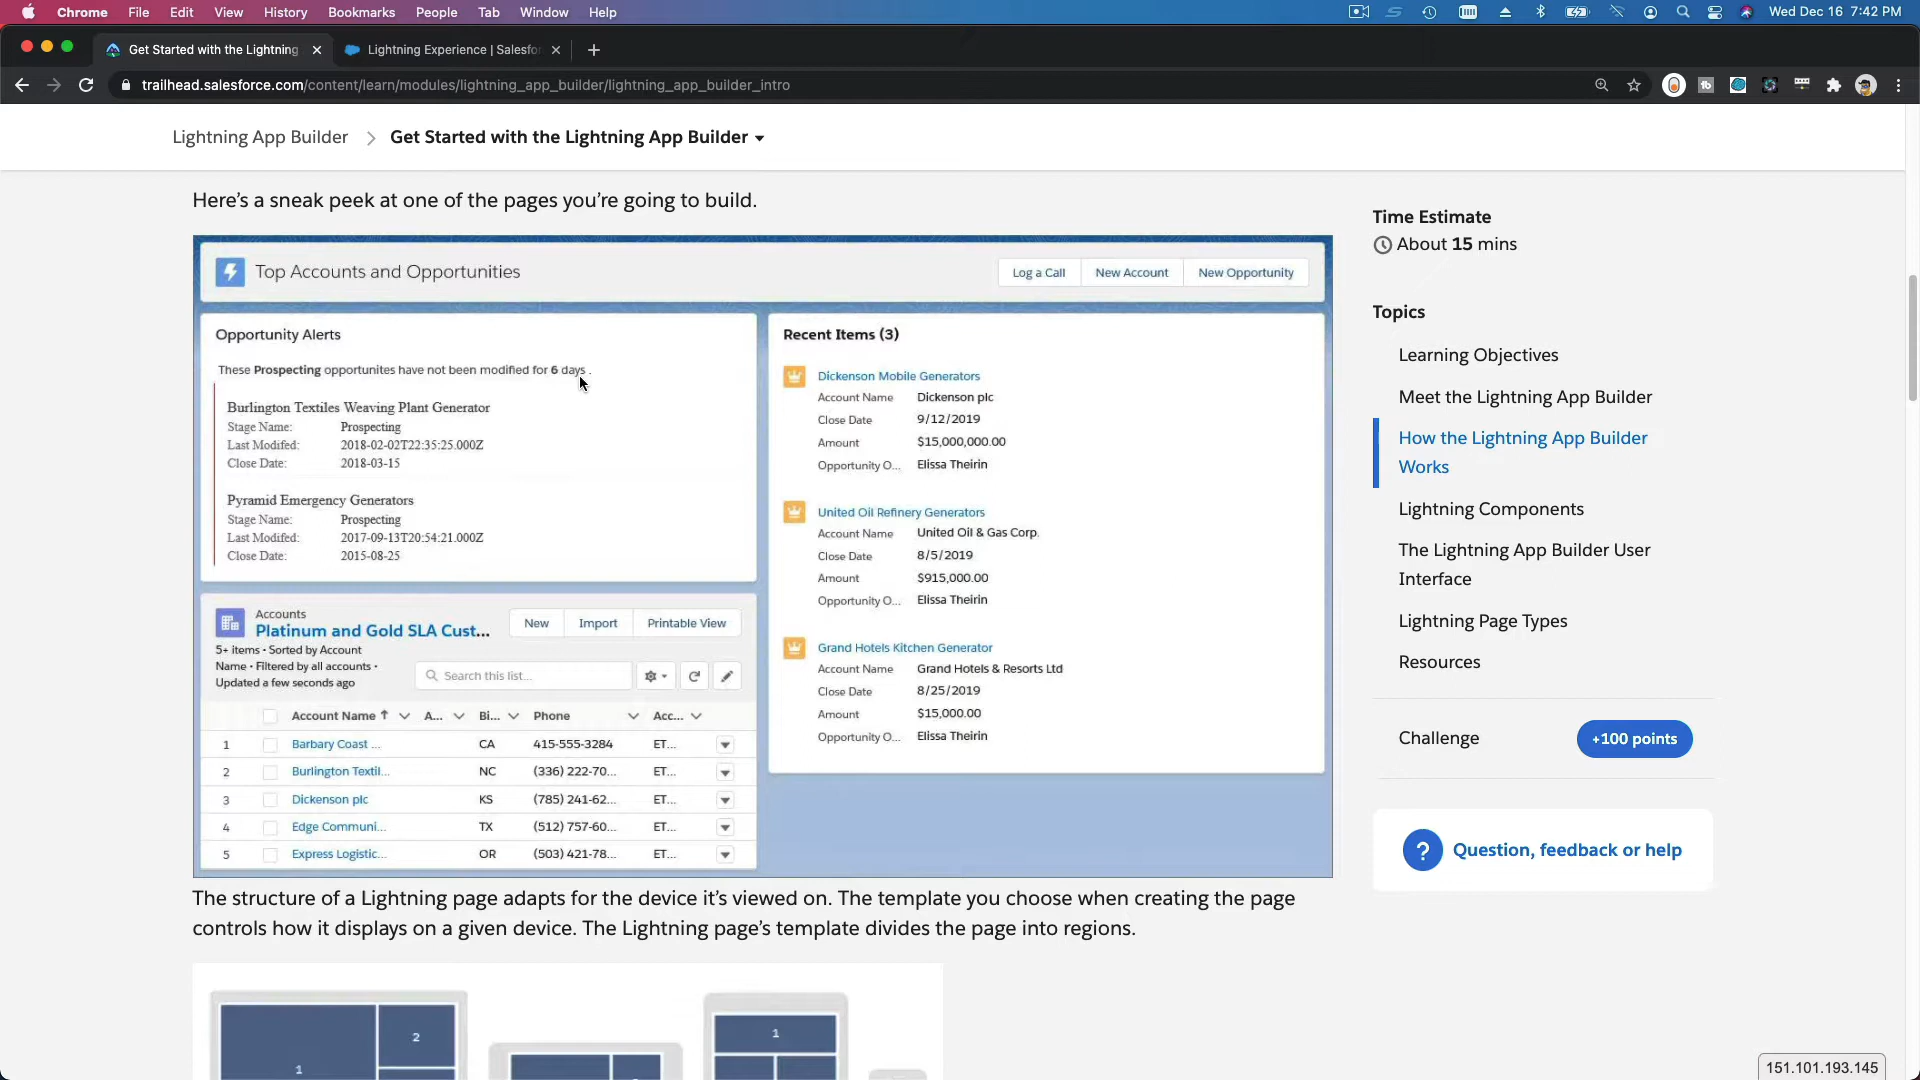 Chrome File Edit View History Bookmarks People Tab Window Help
Wed Dec 16 7:42 PM
Get Started with the Lightning
Lightning Experience | Salesfo
trailhead.salesforce.com/content/learn/modules/lightning_app_builder/lightning_app_builder_intro
Lightning App Builder
Get Started with the Lightning App Builder
Here's a sneak peek at one of the pages you're going to build.
Top Accounts and Opportunities
Log a Call
New Account
New Opportunity
Opportunity Alerts
These Prospecting opportunites have not been modified for 6 days .
Burlington Textiles Weaving Plant Generator
Stage Name: Prospecting
Last Modifed: 2018-02-02T22:35:25.000Z
Close Date: 2018-03-15
Pyramid Emergency Generators
Stage Name: Prospecting
Last Modifed: 2017-09-13T20:54:21.000Z
Close Date: 2015-08-25
Accounts
Platinum and Gold SLA Cust...
New
Import
Printable View
5+ items • Sorted by Account
Name • Filtered by all accounts •
Updated a few seconds ago
Search this list...
Account Name A... Bi... Phone Acc...
1 Barbary Coast ... CA 415-555-3284 ET...
2 Burlington Textil... NC (336) 222-70... ET...
3 Dickenson plc KS (785) 241-62... ET...
4 Edge Communi... TX (512) 757-60... ET...
5 Express Logistic... OR (503) 421-78... ET...
Recent Items (3)
Dickenson Mobile Generators
Account Name Dickenson plc
Close Date 9/12/2019
Amount $15,000,000.00
Opportunity O... Elissa Theirin
United Oil Refinery Generators
Account Name United Oil & Gas Corp.
Close Date 8/5/2019
Amount $915,000.00
Opportunity O... Elissa Theirin
Grand Hotels Kitchen Generator
Account Name Grand Hotels & Resorts Ltd
Close Date 8/25/2019
Amount $15,000.00
Opportunity O... Elissa Theirin
The structure of a Lightning page adapts for the device it's viewed on. The template you choose when creating the page
controls how it displays on a given device. The Lightning page's template divides the page into regions.
1
2
1
Time Estimate
About 15 mins
Topics
Learning Objectives
Meet the Lightning App Builder
How the Lightning App Builder
Works
Lightning Components
The Lightning App Builder User
Interface
Lightning Page Types
Resources
Challenge
+100 points
? Question, feedback or help
151.101.193.145